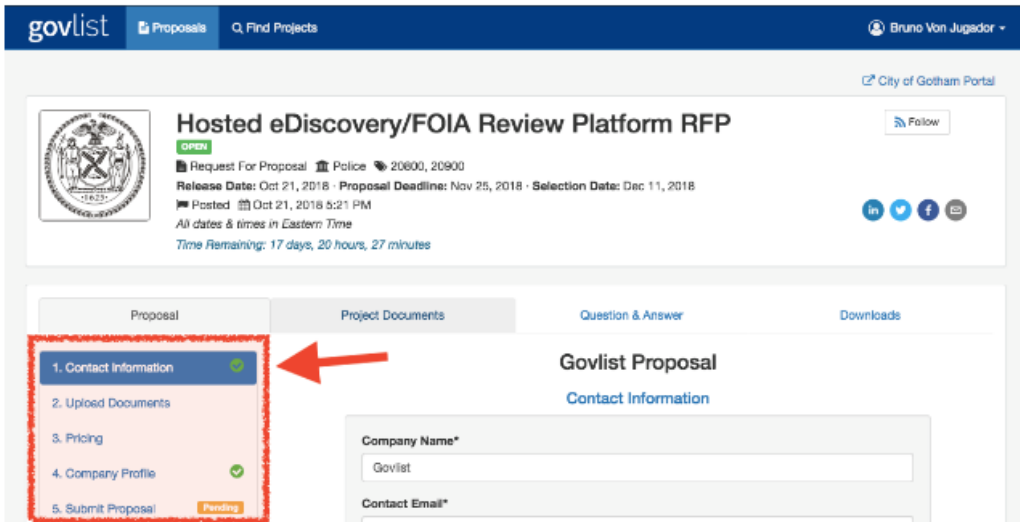 govlist Proposals Find Projects Bruno Von Jugador
City of Gotham Portal
Hosted eDiscovery/FOIA Review Platform RFP
Follow
OPEN
Request For Proposal Police 20600, 20900
Release Date: Oct 21, 2018 · Proposal Deadline: Nov 25, 2018 · Selection Date: Dec 11, 2018
Posted Oct 21, 2018 5:21 PM
All dates & times in Eastern Time
Time Remaining: 17 days, 20 hours, 27 minutes
·1625·
in f
Proposal Project Documents Question & Answer Downloads
1. Contact Information
2. Upload Documents
3. Pricing
4. Company Profile
5. Submit Proposal Pending
Govlist Proposal
Contact Information
Company Name*
Govlist
Contact Email*